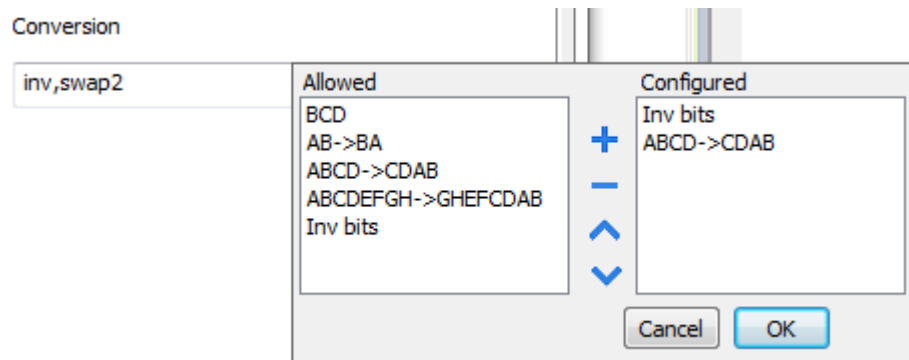 Conversion
inv,swap2
Allowed
BCD
AB->BA
ABCD->CDAB
ABCDEFGH->GHEFCDAB
Inv bits
Configured
Inv bits
ABCD->CDAB
Cancel
OK